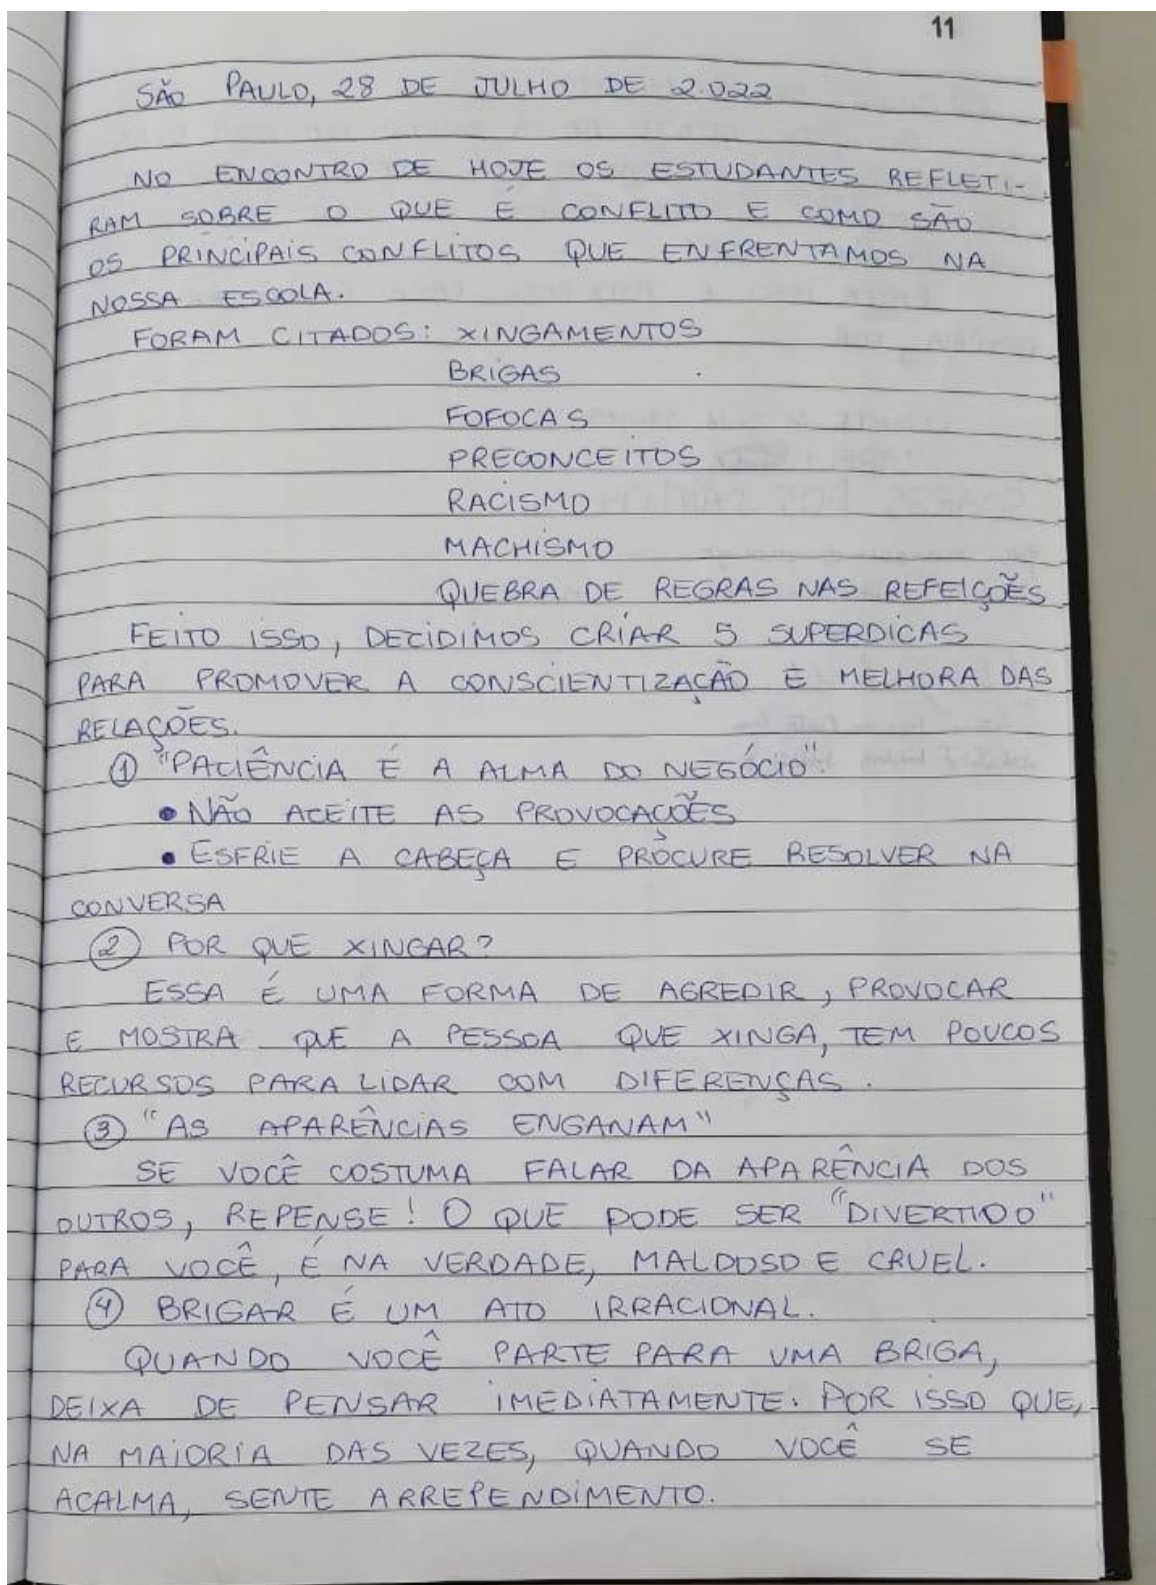 11
SÃO PAULO, 28 DE JULHO DE 2.022
NO ENCONTRO DE HOJE OS ESTUDANTES REFLETI-
RAM SOBRE O QUE É CONFLITO E COMO SÃO
OS PRINCIPAIS CONFLITOS QUE ENFRENTAMOS NA
NOSSA ESCOLA.
FORAM CITADOS: XINGAMENTOS
BRIGAS
FOFOCAS
PRECONCEITOS
RACISMO
MACHISMO
QUEBRA DE REGRAS NAS REFEIÇÕES
FEITO ISSO, DECIDIMOS CRIAR 5 SUPERDICAS
PARA PROMOVER A CONSCIENTIZAÇÃO E MELHORA DAS
RELAÇÕES.
① "PACIÊNCIA É A ALMA DO NEGÓCIO".
• NÃO ACEITE AS PROVOCAÇÕES
• ESFRIE A CABEÇA E PROCURE RESOLVER NA
CONVERSA
② POR QUE XINGAR?
ESSA É UMA FORMA DE AGREDIR, PROVOCAR
E MOSTRA QUE A PESSOA QUE XINGA, TEM POUCOS
RECURSOS PARA LIDAR COM DIFERENÇAS.
③ "AS APARÊNCIAS ENGANAM"
SE VOCÊ COSTUMA FALAR DA APARÊNCIA DOS
OUTROS, REPENSE! O QUE PODE SER "DIVERTIDO"
PARA VOCÊ, É NA VERDADE, MALDOSO E CRUEL.
④ BRIGAR É UM ATO IRRACIONAL.
QUANDO VOCÊ PARTE PARA UMA BRIGA,
DEIXA DE PENSAR IMEDIATAMENTE. POR ISSO QUE,
NA MAIORIA DAS VEZES, QUANDO VOCÊ SE
ACALMA, SENTE ARREPENDIMENTO.